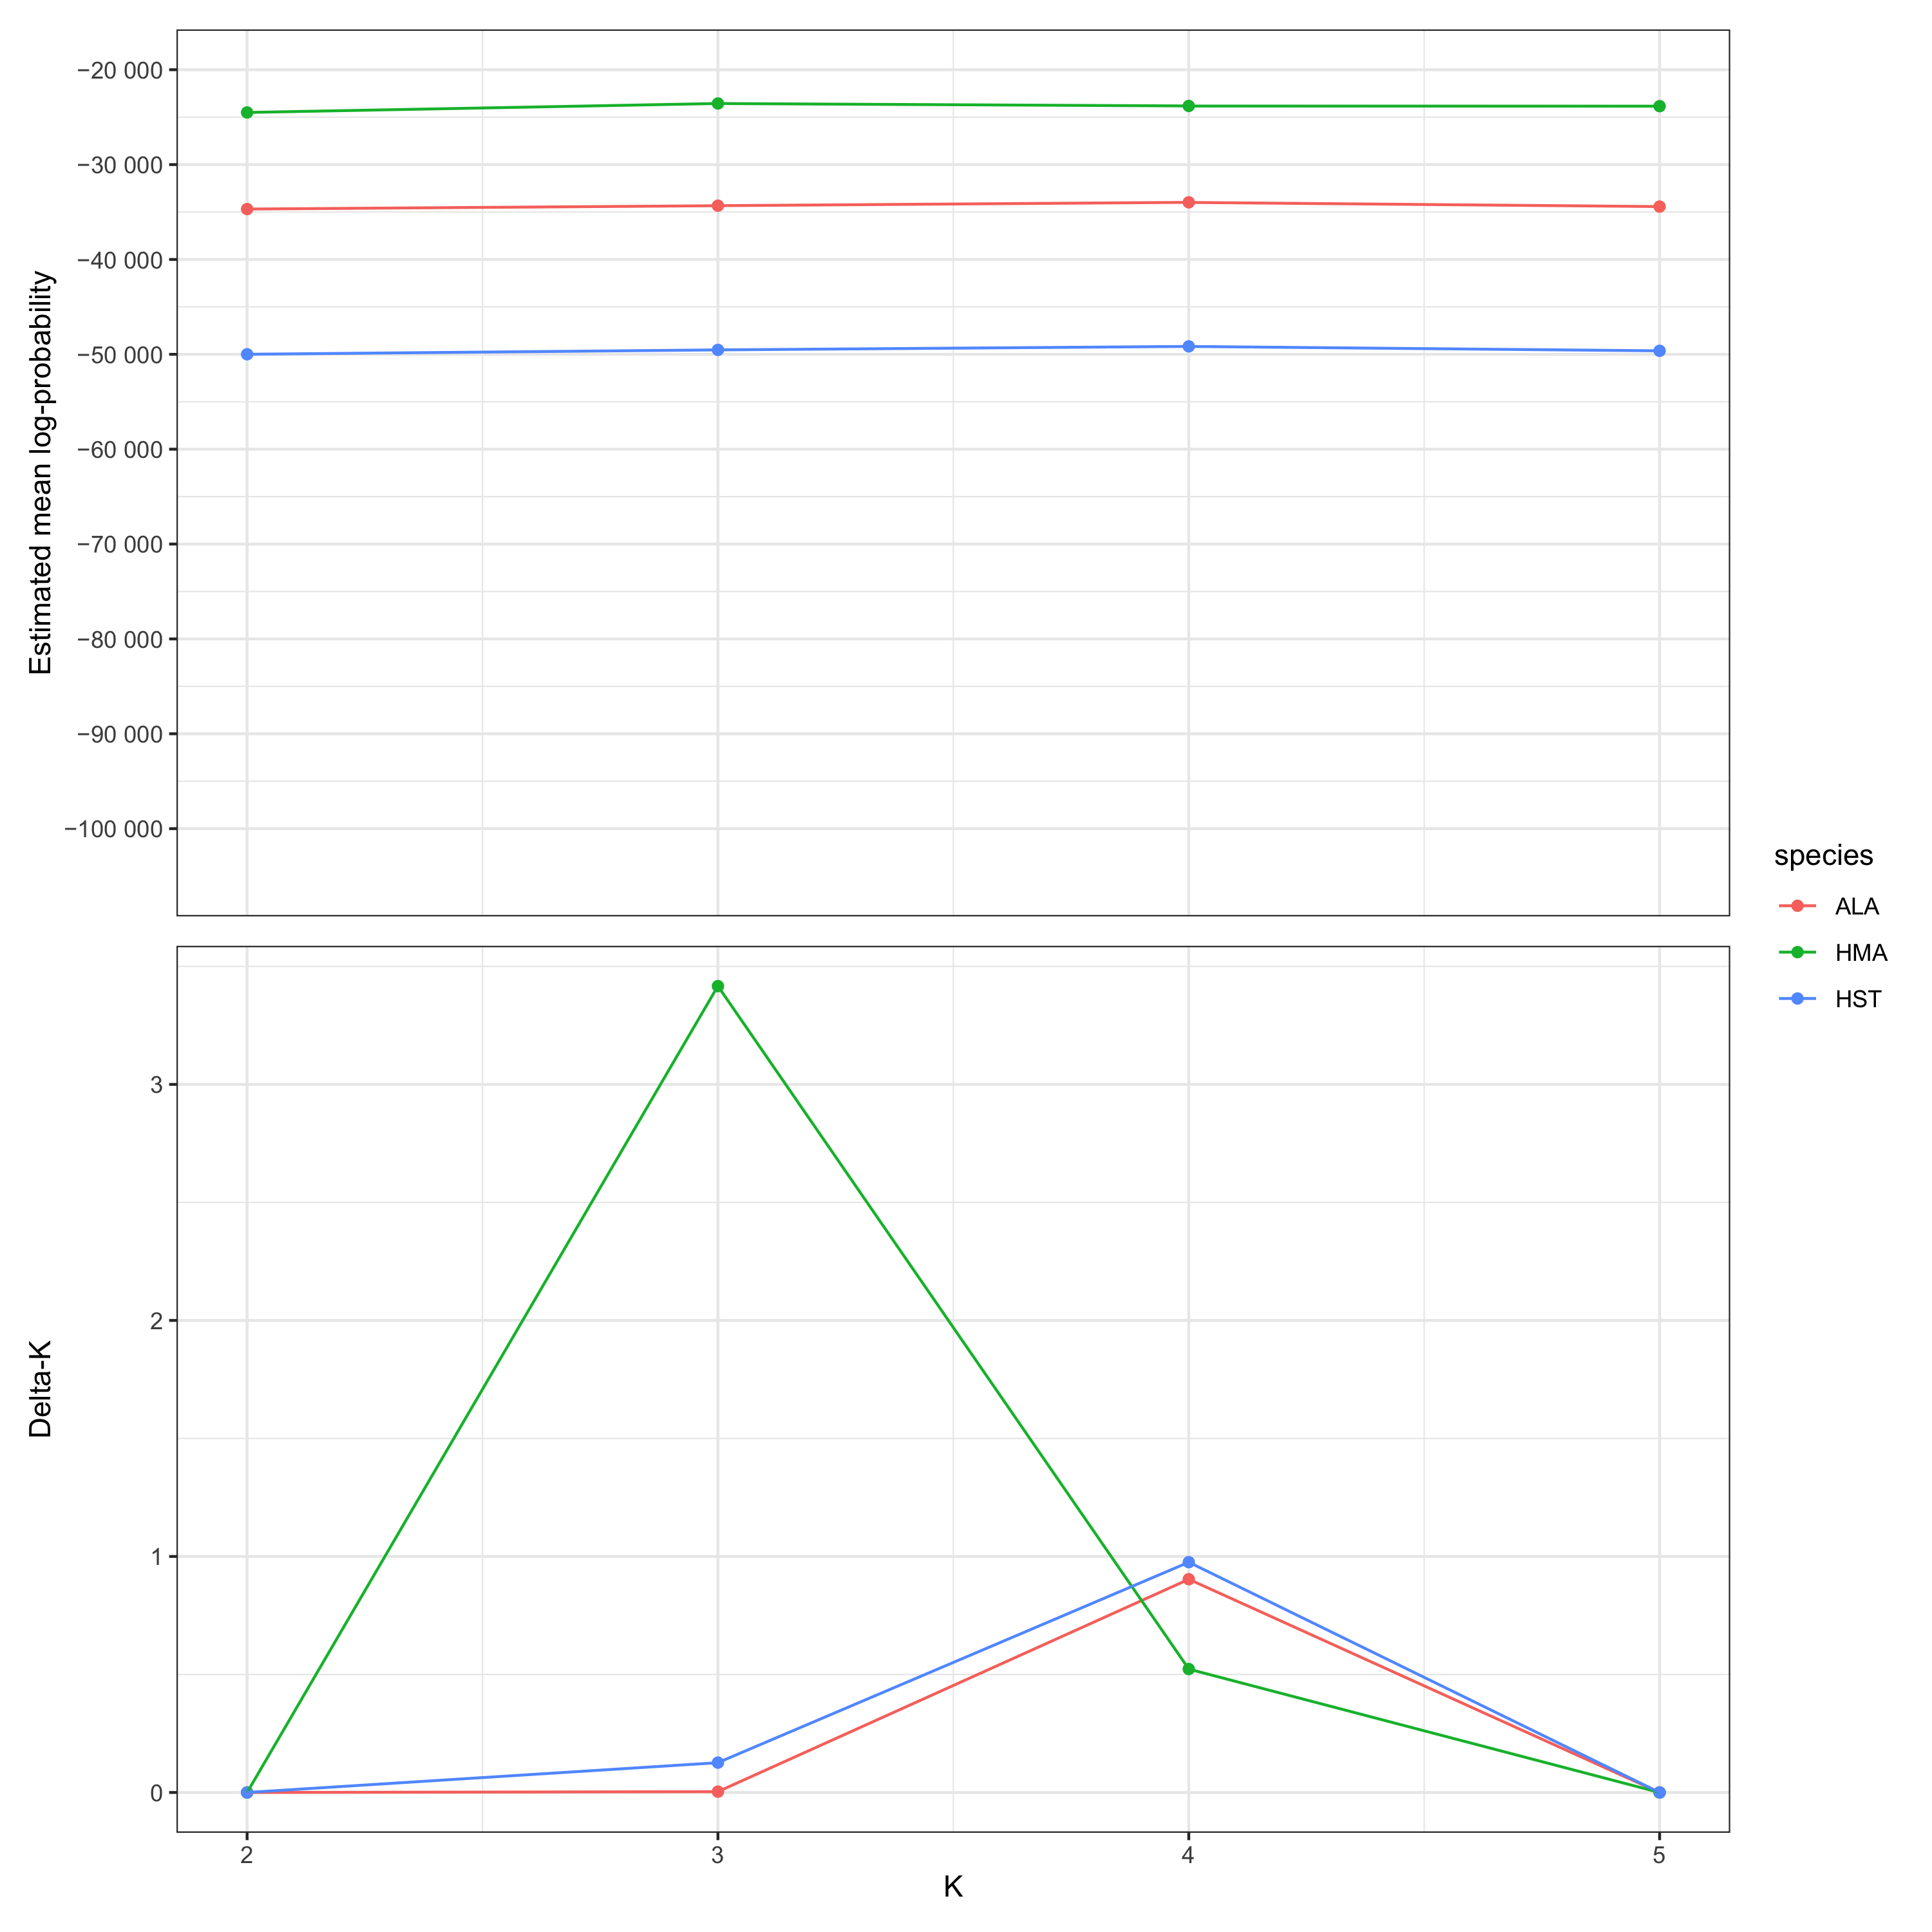 Estimated mean log-probability
−20 000
−30 000
−40 000
−50 000
−60 000
−70 000
−80 000
−90 000
−100 000
Delta-K
3
2
1
0
2 3 4 5
K
species
ALA
HMA
HST